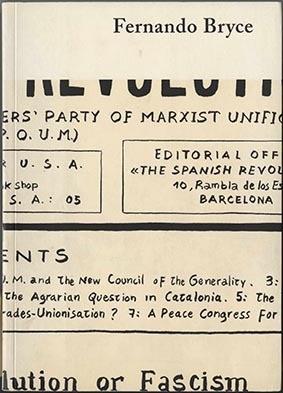 Fernando Bryce
REVOLUTI
ERS' PARTY OF MARXIST UNIFIC
P. O. U. M.)
R U. S. A.
ok shop
S. A.: 05
EDITORIAL OFF
«THE SPANISH REVOL
10, Rambla de los Es
BARCELONA
ENTS
U.M. and The New Council of The Generality. 3:
The Agrarian Question in Catalonia. 5: The
rades-Unionisation? 7: A Peace Congress For
lution or Fascism